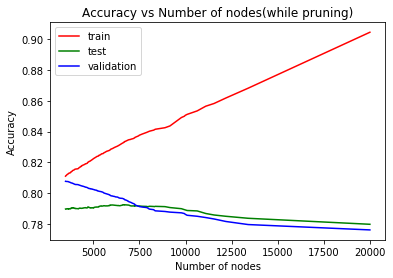 Accuracy vs Number of nodes(while pruning)
train
test
validation
Accuracy
0.90
0.88
0.86
0.84
0.82
0.80
0.78
5000 7500 10000 12500 15000 17500 20000
Number of nodes